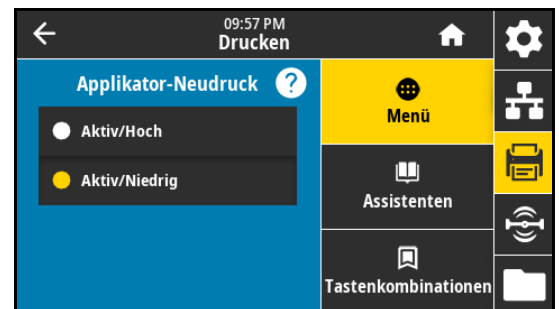 09:57 PM
Drucken
Applikator-Neudruck ?
Aktiv/Hoch
Aktiv/Niedrig
Menü
Assistenten
Tastenkombinationen